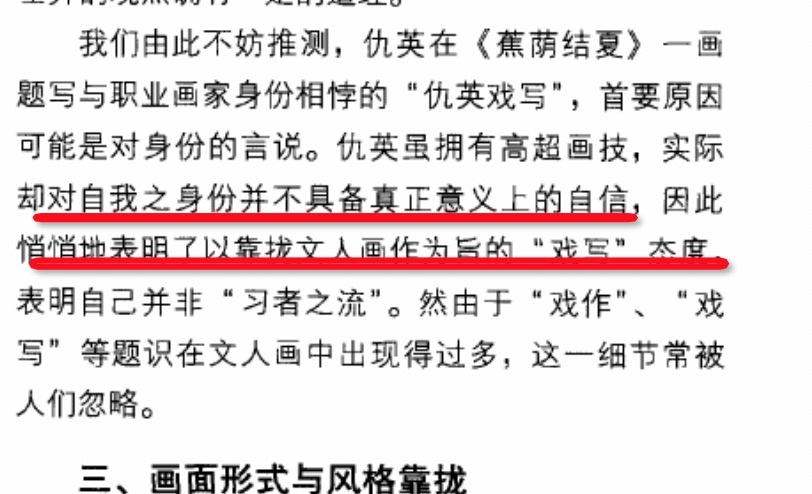 我们由此不妨推测，仇英在《蕉荫结夏》一画
题写与职业画家身份相悖的“仇英戏写”，首要原因
可能是对身份的言说。仇英虽拥有高超画技，实际
却对自我之身份并不具备真正意义上的自信，因此
悄悄地表明了以靠拢文人画作为旨的“戏写”态度，
表明自己并非“习者之流”。然由于“戏作”、“戏
写”等题识在文人画中出现得过多，这一细节常被
人们忽略。
三、画面形式与风格靠拢